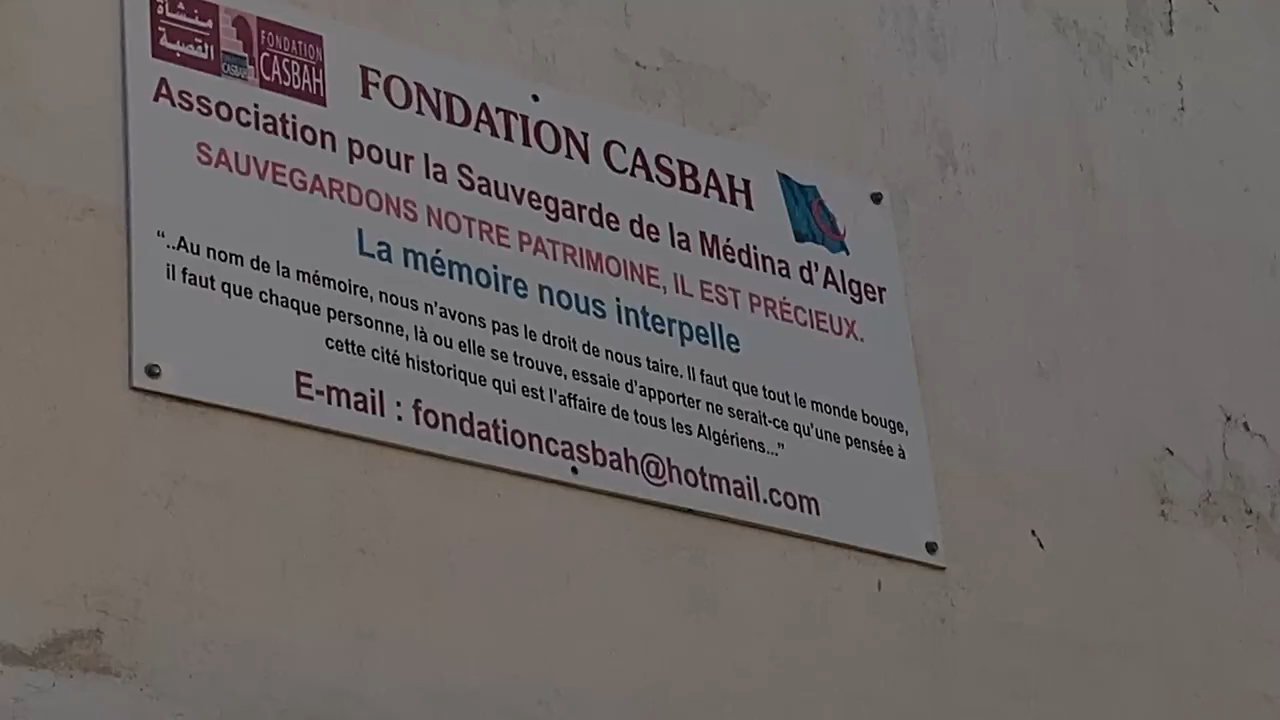 منشأة
القصبة
FONDATION
CASBAH
CASBAH
FONDATION CASBAH
Association pour la Sauvegarde de la Médina d'Alger
SAUVEGARDONS NOTRE PATRIMOINE, IL EST PRÉCIEUX.
La mémoire nous interpelle
“..Au nom de la mémoire, nous n'avons pas le droit de nous taire. Il faut que tout le monde bouge,
il faut que chaque personne, là ou elle se trouve, essaie d'apporter ne serait-ce qu'une pensée à
cette cité historique qui est l'affaire de tous les Algériens...”
E-mail : fondationcasbah@hotmail.com